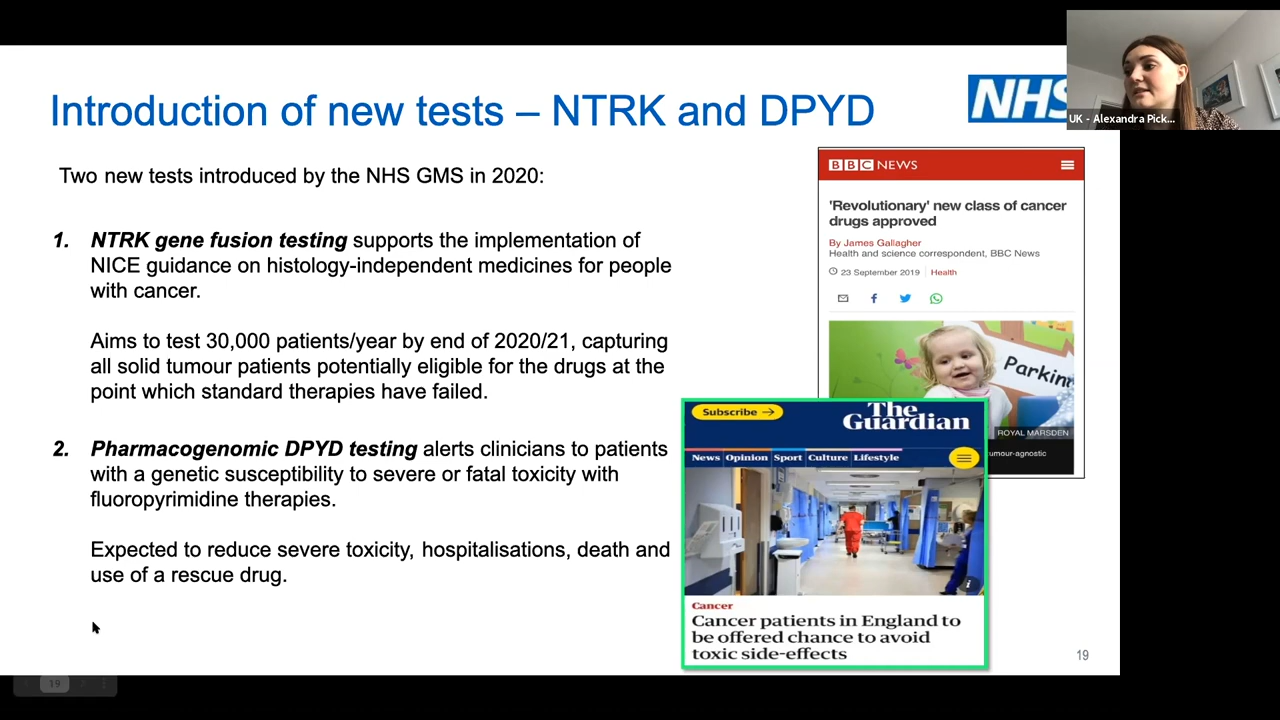 Introduction of new tests – NTRK and DPYD
NHS
UK - Alexandra Pick...
Two new tests introduced by the NHS GMS in 2020:
1. NTRK gene fusion testing supports the implementation of
NICE guidance on histology-independent medicines for people
with cancer.
Aims to test 30,000 patients/year by end of 2020/21, capturing
all solid tumour patients potentially eligible for the drugs at the
point which standard therapies have failed.
2. Pharmacogenomic DPYD testing alerts clinicians to patients
with a genetic susceptibility to severe or fatal toxicity with
fluoropyrimidine therapies.
Expected to reduce severe toxicity, hospitalisations, death and
use of a rescue drug.
BBC NEWS
'Revolutionary' new class of cancer
drugs approved
By James Gallagher
Health and science correspondent, BBC News
23 September 2019 | Health
Parkin
ROYAL MARSDEN
umour-agnostic
Subscribe →
The
Guardian
News Opinion Sport Culture Lifestyle
Cancer
Cancer patients in England to
be offered chance to avoid
toxic side-effects
19
19